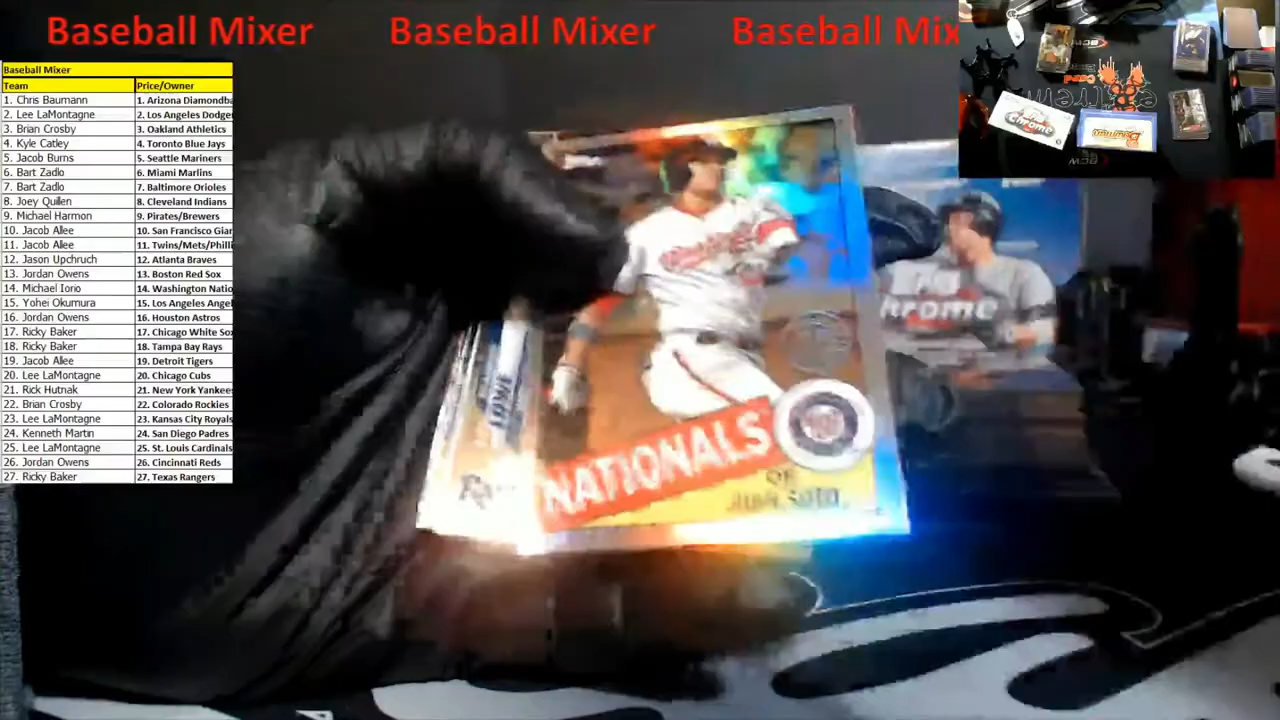 Baseball Mixer Baseball Mixer Baseball Mix
Baseball Mixer
Team Price/Owner
1. Chris Baumann 1. Arizona Diamondba
2. Lee LaMontagne 2. Los Angeles Dodger
3. Brian Crosby 3. Oakland Athletics
4. Kyle Catley 4. Toronto Blue Jays
5. Jacob Burns 5. Seattle Mariners
6. Bart Zadlo 6. Miami Marlins
7. Bart Zadlo 7. Baltimore Orioles
8. Joey Quillen 8. Cleveland Indians
9. Michael Harmon 9. Pirates/Brewers
10. Jacob Allee 10. San Francisco Gian
11. Jacob Allee 11. Twins/Mets/Philli
12. Jason Upchruch 12. Atlanta Braves
13. Jordan Owens 13. Boston Red Sox
14. Michael Iorio 14. Washington Natio
15. Yohei Okumura 15. Los Angeles Angel
16. Jordan Owens 16. Houston Astros
17. Ricky Baker 17. Chicago White So
18. Ricky Baker 18. Tampa Bay Rays
19. Jacob Allee 19. Detroit Tigers
20. Lee LaMontagne 20. Chicago Cubs
21. Rick Hutnak 21. New York Yankee
22. Brian Crosby 22. Colorado Rockies
23. Lee LaMontagne 23. Kansas City Royals
24. Kenneth Martin 24. San Diego Padres
25. Lee LaMontagne 25. St. Louis Cardinals
26. Jordan Owens 26. Cincinnati Reds
27. Ricky Baker 27. Texas Rangers
NATIONALS
OF
JUAN SOTO
LOWE
Chrome